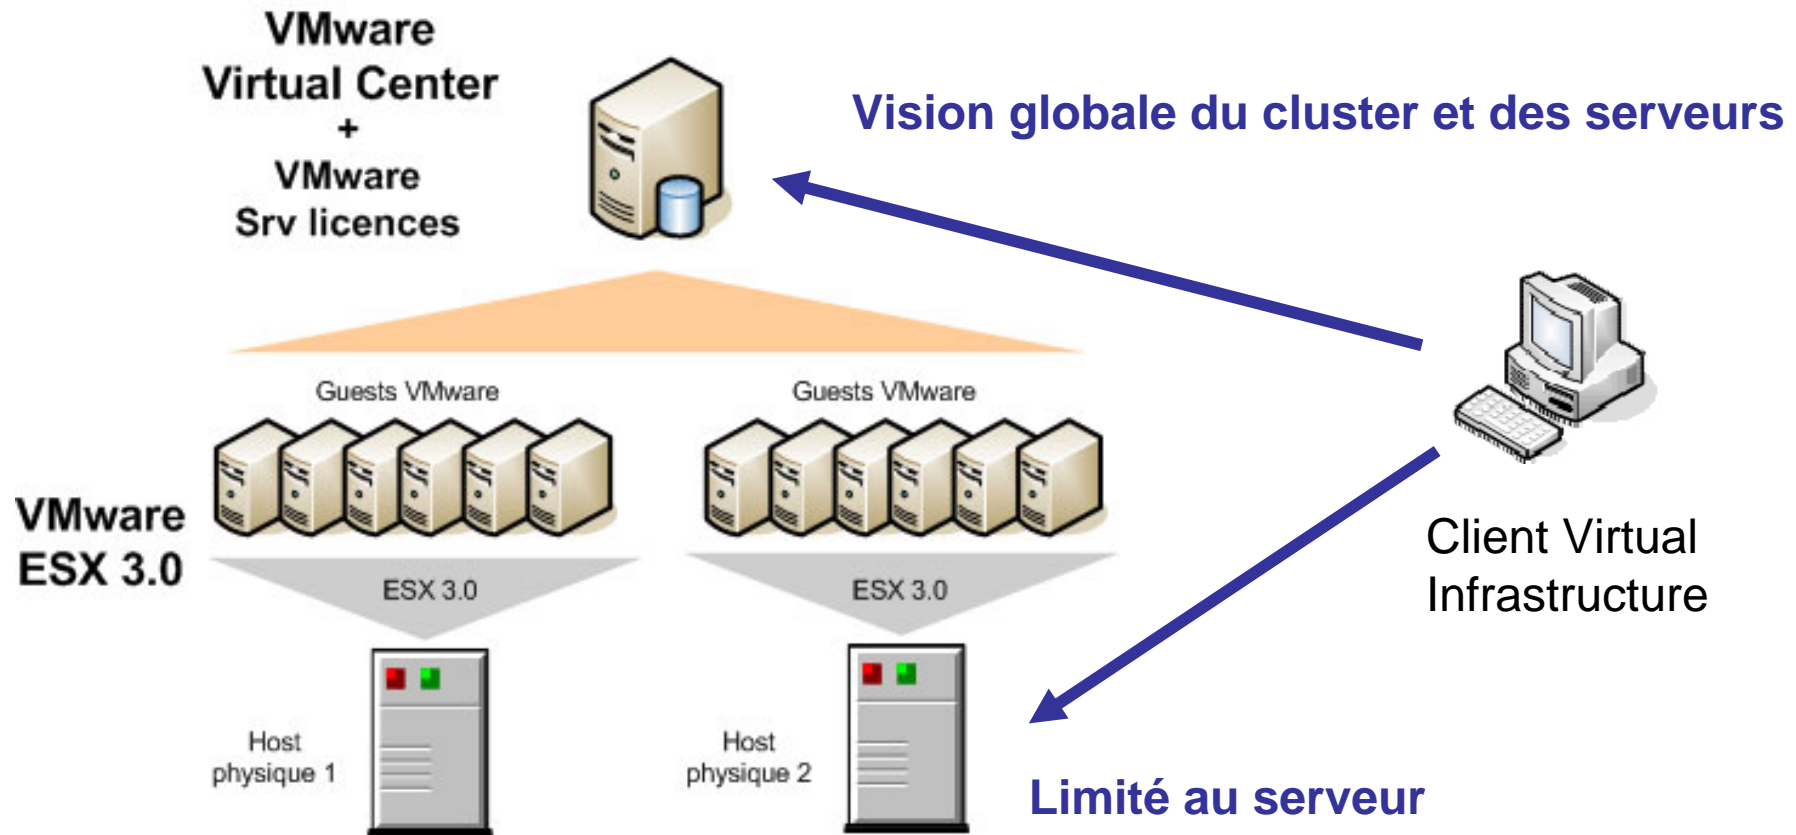 VMware
Virtual Center
+
VMware
Srv licences
Vision globale du cluster et des serveurs
Guests VMware
Guests VMware
VMware
ESX 3.0
ESX 3.0
ESX 3.0
Client Virtual
Infrastructure
Host
physique 1
Host
physique 2
Limité au serveur